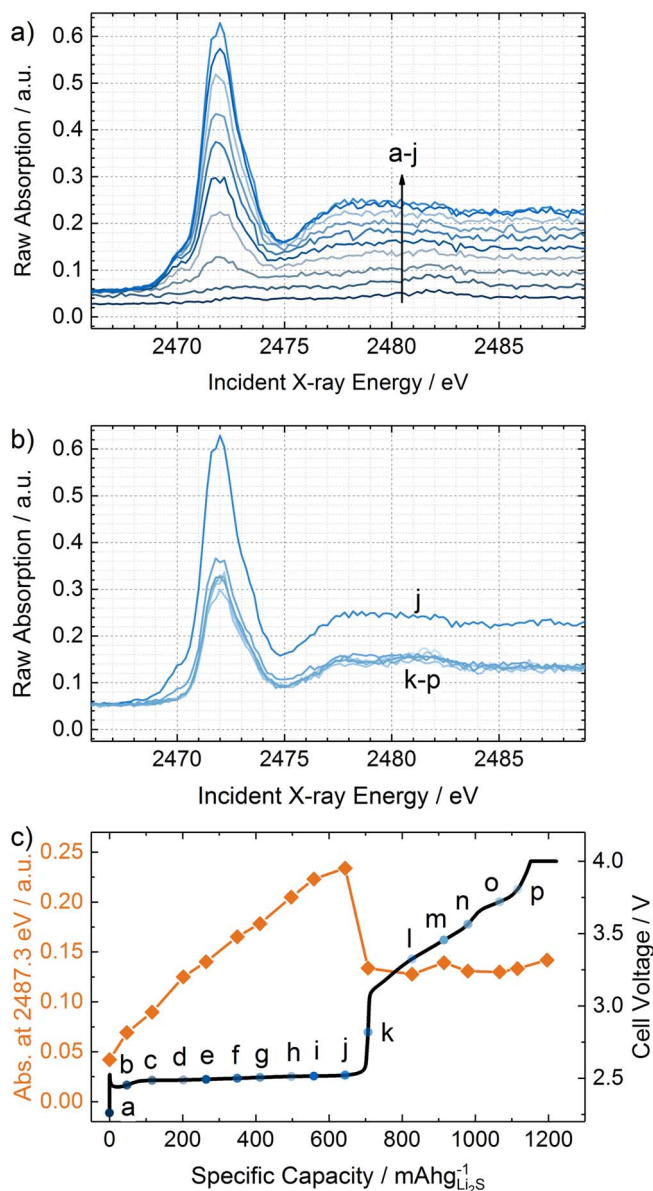 a)
Raw Absorption / a.u.
0.6
0.5
0.4
0.3
0.2
0.1
0.0
a-j
2470 2475 2480 2485
Incident X-ray Energy / eV
b)
Raw Absorption / a.u.
0.6
0.5
0.4
0.3
0.2
0.1
0.0
j
k-p
2470 2475 2480 2485
Incident X-ray Energy / eV
c)
Abs. at 2487.3 eV / a.u.
0.25
0.20
0.15
0.10
0.05
0.00
a b c d e f g h i j k l m n o p
4.0
3.5
3.0
2.5
Cell Voltage / V
0 200 400 600 800 1000 1200
Specific Capacity / mAhg⁻¹Li₂S